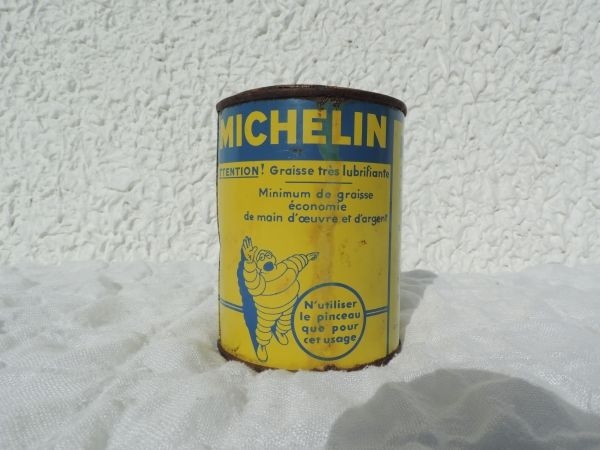 MICHELIN
TTENTION! Graisse très lubrifiante
Minimum de graisse
économie
de main d'œuvre et d'argent
N'utiliser
le pinceau
que pour
cet usage